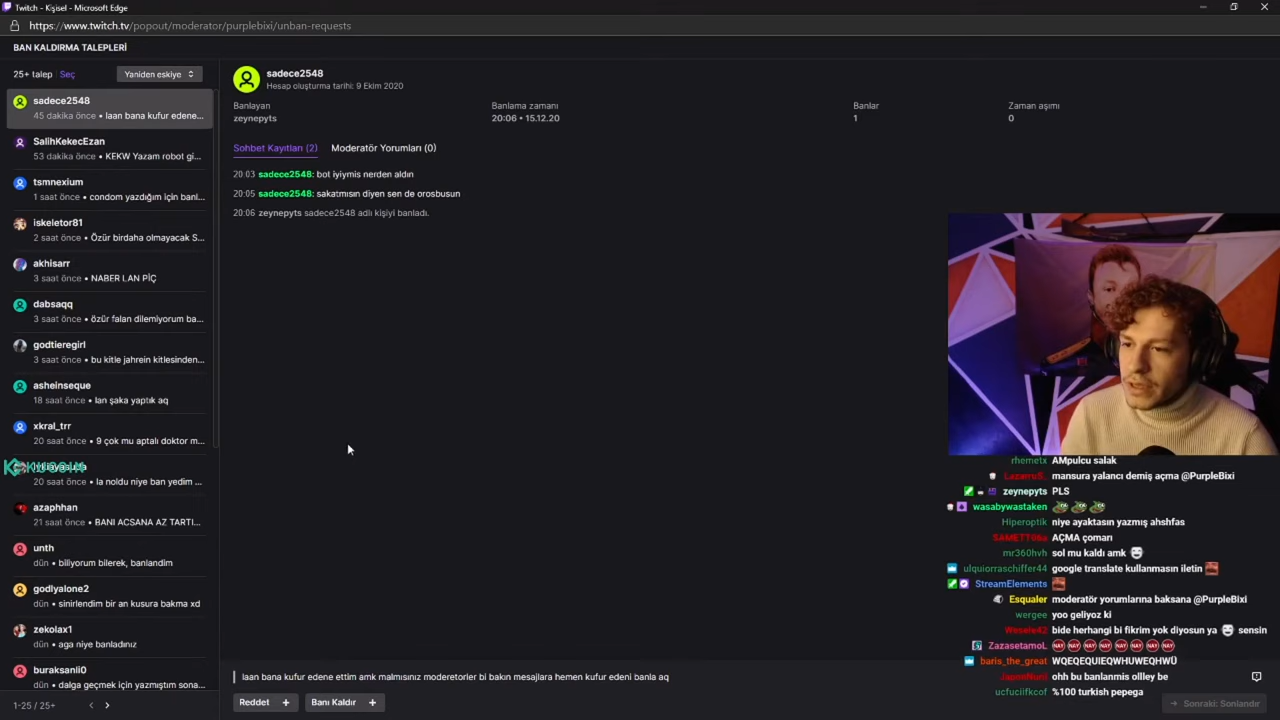 Twitch - Kişisel - Microsoft Edge
https://www.twitch.tv/popout/moderator/purplebixi/unban-requests
BAN KALDIRMA TALEPLERİ
25+ talep Seç Yeniden eskiye
sadece2548
45 dakika önce • laan bana kufur edene...
SalihKekecEzan
53 dakika önce • KEKW Yazam robot gi...
tsmnexium
1 saat önce • condom yazdığım için banl...
iskeletor81
2 saat önce • Özür birdaha olmayacak S...
akhisarr
3 saat önce • NABER LAN PİÇ
dabsaqq
3 saat önce • özür falan dilemiyorum ba...
godtieregirl
3 saat önce • bu kitle jahrein kitlesinden...
asheinseque
18 saat önce • lan şaka yaptık aq
xkral_trr
20 saat önce • 9 çok mu aptalı doktor m...
20 saat önce • la noldu niye ban yedim ...
azaphhan
21 saat önce • BANI ACSANA AZ TARTI...
unth
dün • biliyorum bilerek, banlandim
godlyalone2
dün • sinirlendim bir an kusura bakma xd
zekolax1
dün • aga niye banladınız
buraksanli0
dün • dalga geçmek için yazmıştım sona...
1-25 / 25+
sadece2548
Hesap oluşturma tarihi: 9 Ekim 2020
Banlayan Banlama zamanı Banlar Zaman aşımı
zeynepyts 20:06 • 15.12.20 1 0
Sohbet Kayıtları (2) Moderatör Yorumları (0)
20:03 sadece2548: bot iyiymis nerden aldın
20:05 sadece2548: sakatmısın diyen sen de orosbusun
20:06 zeynepyts sadece2548 adlı kişiyi banladı.
rhemetx AMpulcu salak
mansura yalancı demiş açma @PurpleBixi
zeynepyts PLS
wasabywastaken
Hiperoptik niye ayaktasın yazmış ahshfas
AÇMA çomarı
mr360hvh sol mu kaldı amk
ulquiorraschiffer44 google translate kullanmasın iletin
StreamElements
Esqualer moderatör yorumlarına baksana @PurpleBixi
wergee yoo geliyoz ki
Wesele42 bide herhangi bi fikrim yok diyosun ya sensin
ZazasetamoL NAY NAY NAY NAY NAY NAY NAY NAY
baris_the_great WQEQEQUIEQWHUWEQHWÜ
ohh bu banlanmis ollley be
ucfuciifkcof %100 turkish pepega
laan bana kufur edene ettim amk malmısınız moderetorler bi bakın mesajlara hemen kufur edeni banla aq
Reddet + Banı Kaldır +
Sonraki: Sonlandır